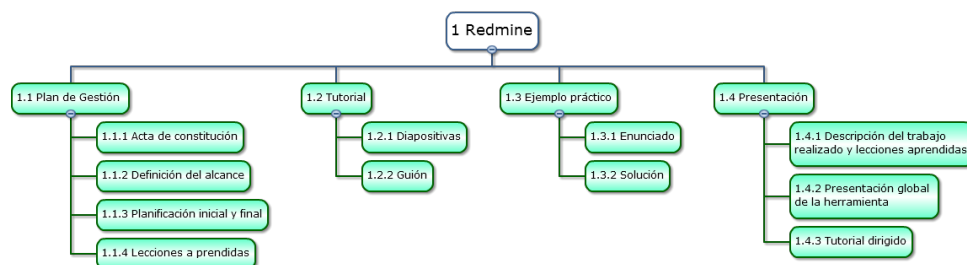 1 Redmine
1.1 Plan de Gestión
1.1.1 Acta de constitución
1.1.2 Definición del alcance
1.1.3 Planificación inicial y final
1.1.4 Lecciones a prendidas
1.2 Tutorial
1.2.1 Diapositivas
1.2.2 Guión
1.3 Ejemplo práctico
1.3.1 Enunciado
1.3.2 Solución
1.4 Presentación
1.4.1 Descripción del trabajo
realizado y lecciones aprendidas
1.4.2 Presentación global
de la herramienta
1.4.3 Tutorial dirigido